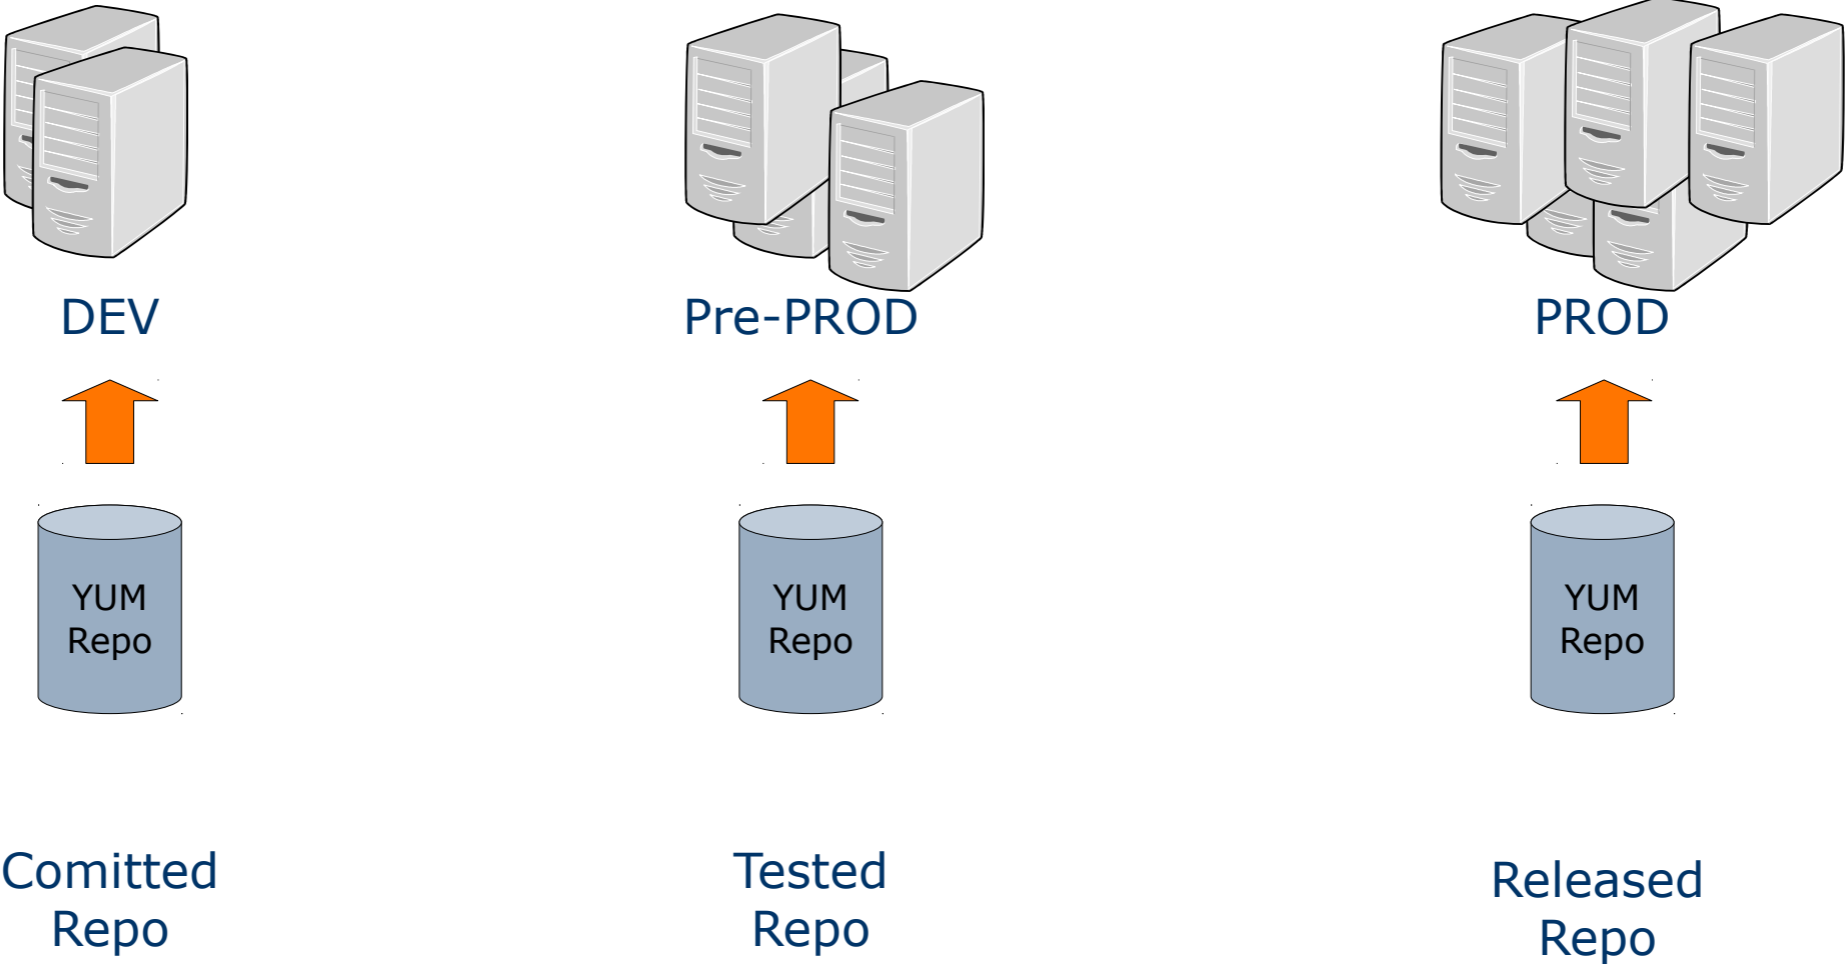 DEV
Pre-PROD
PROD
YUM
Repo
YUM
Repo
YUM
Repo
Comitted
Repo
Tested
Repo
Released
Repo